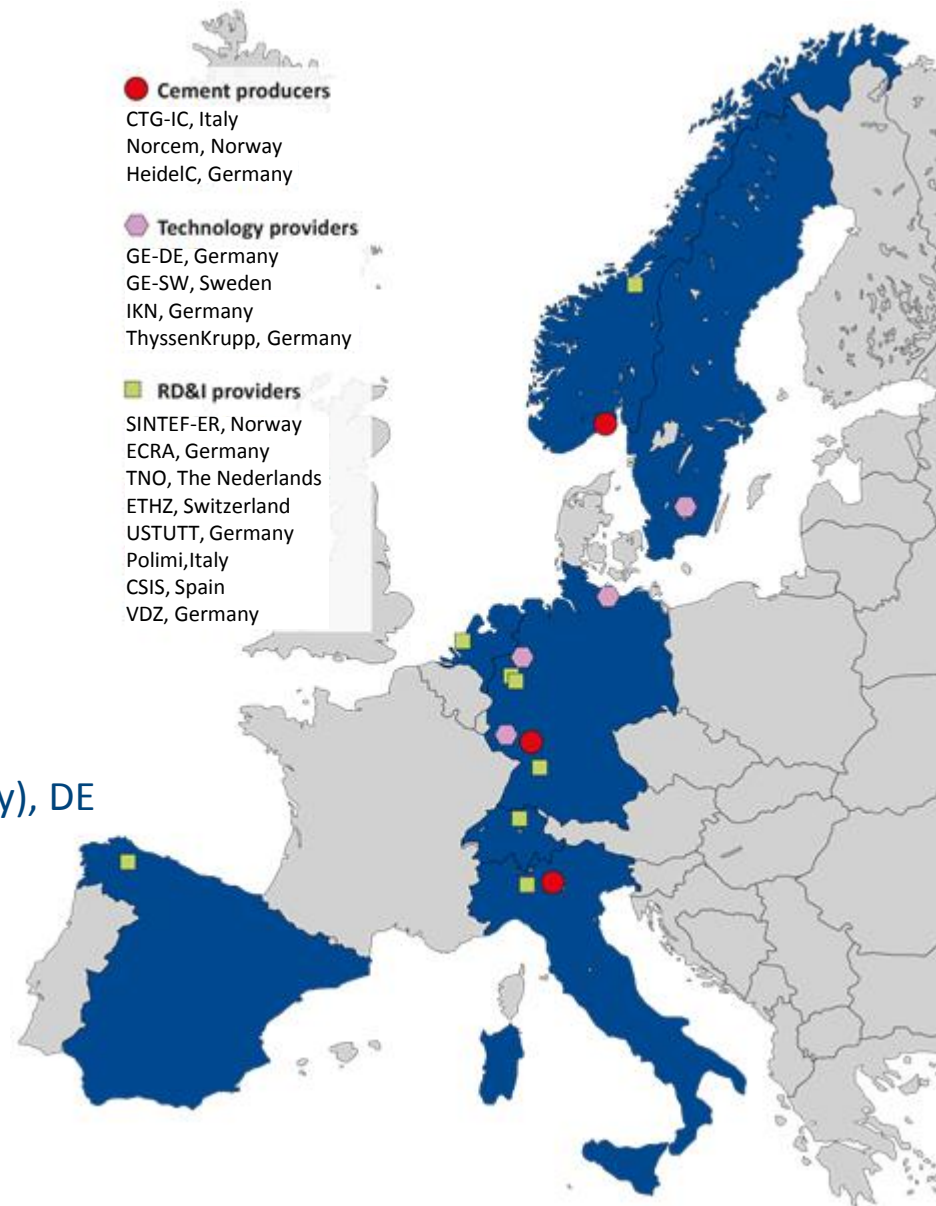 Cement producers
CTG-IC, Italy
Norcem, Norway
HeidelC, Germany
Technology providers
GE-DE, Germany
GE-SW, Sweden
IKN, Germany
ThyssenKrupp, Germany
RD&I providers
SINTEF-ER, Norway
ECRA, Germany
TNO, The Nederlands
ETHZ, Switzerland
USTUTT, Germany
Polimi,Italy
CSIS, Spain
VDZ, Germany
y), DE